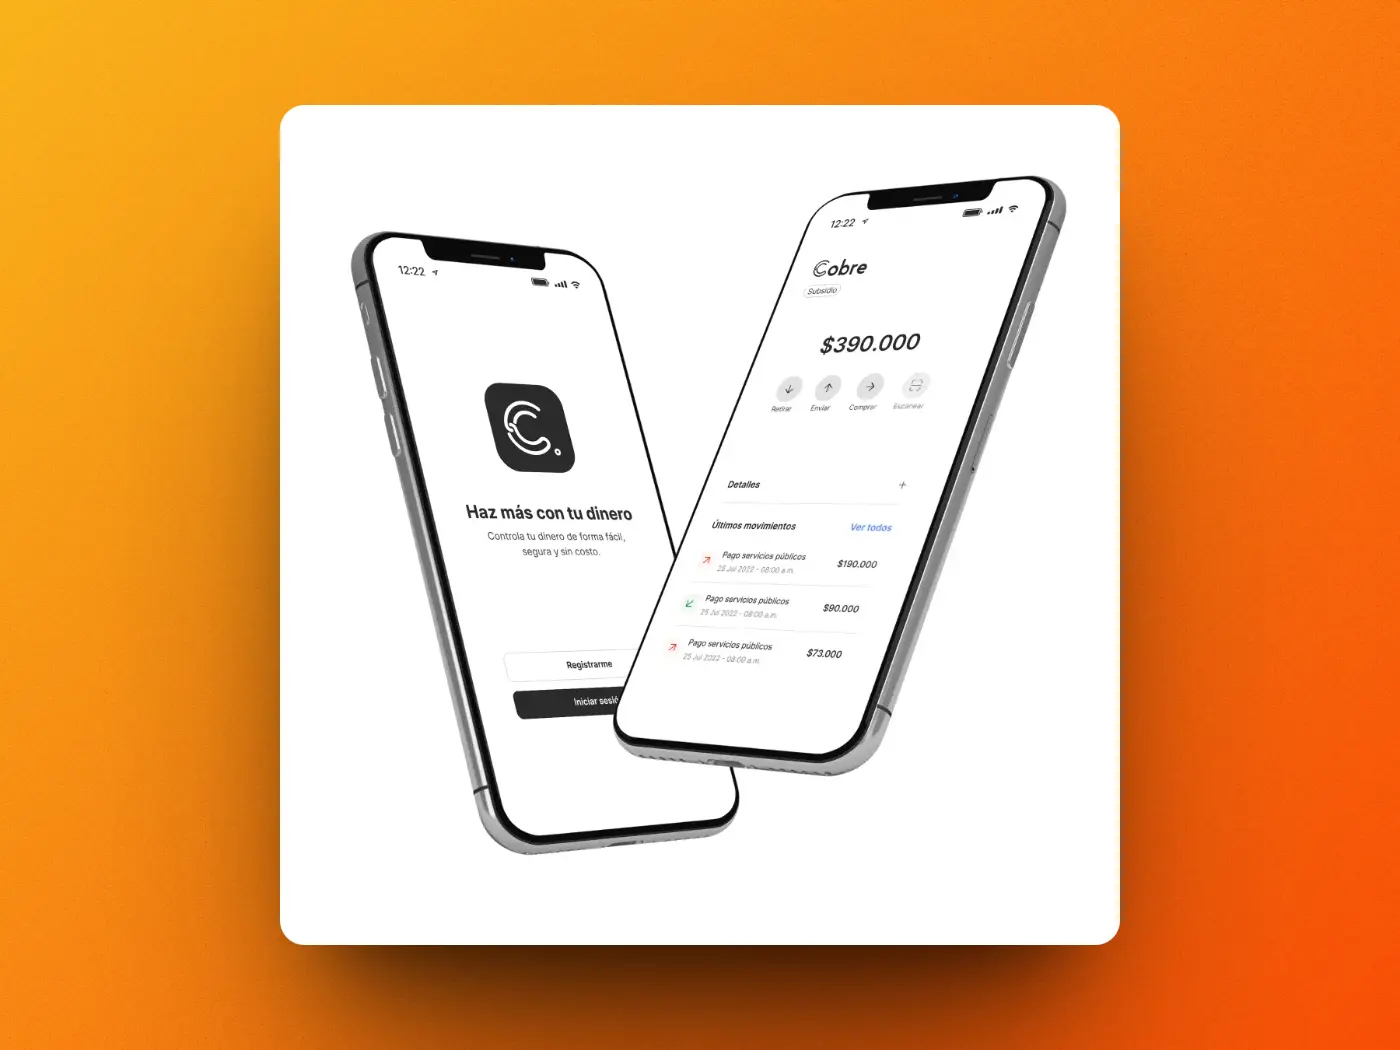 12:22
Haz más con tu dinero
Controla tu dinero de forma fácil,
segura y sin costo.
Registrarme
Iniciar sesió
12:22
Cobre
Subsidio
$390.000
Retirar Enviar Comprar Escanear
Detalles +
Últimos movimientos Ver todos
Pago servicios públicos $190.000
25 Jul 2022 - 08:00 a.m.
Pago servicios públicos $90.000
25 Jul 2022 - 08:00 a.m.
Pago servicios públicos $73.000
25 Jul 2022 - 08:00 a.m.